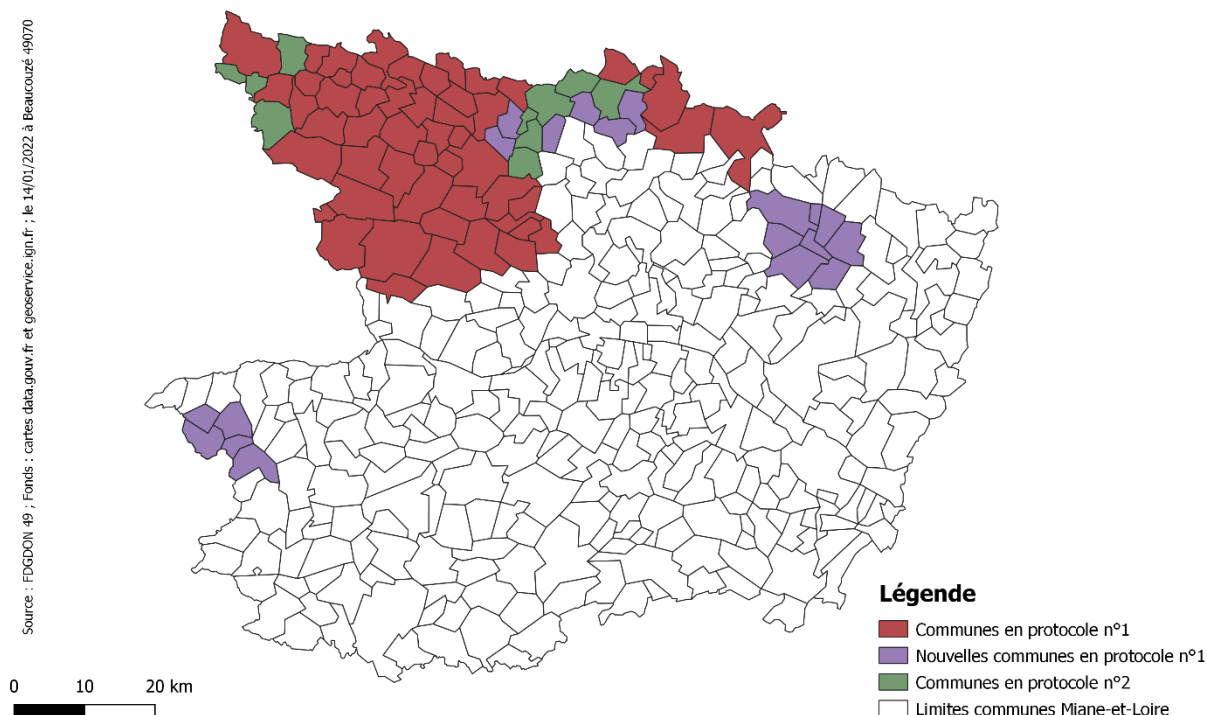 Source : FDGDON 49 ; Fonds : cartes data.gouv.fr et geoservice.ign.fr ; le 14/01/2022 à Beaucouzé 49070
Légende
Communes en protocole n°1
Nouvelles communes en protocole n°1
Communes en protocole n°2
Limites communes Miane-et-Loire
0 10 20 km